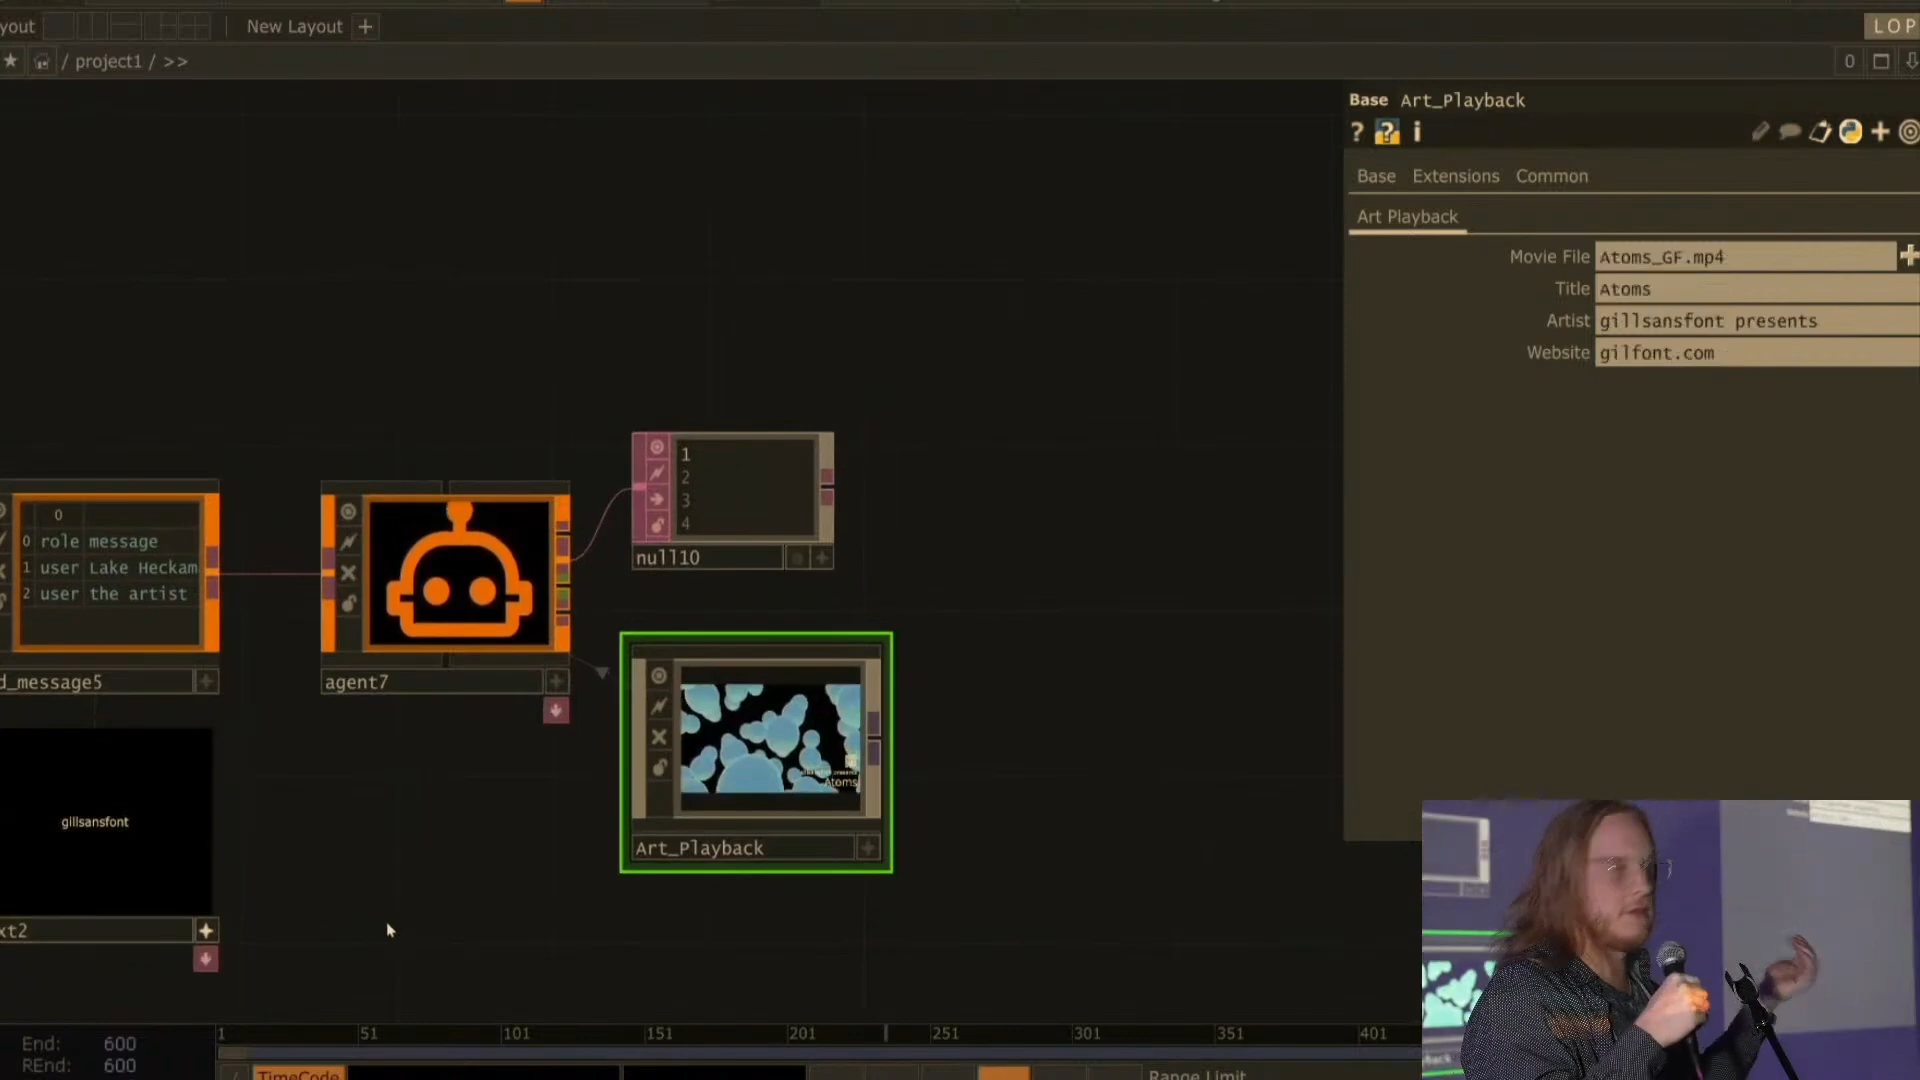 yout
New Layout +
LOP
/ project1 / >>
0
Base Art_Playback
? ? i
Base Extensions Common
Art Playback
Movie File Atoms_GF.mp4
Title Atoms
Artist gillsansfont presents
Website gilfont.com
1
2
3
4
null10
0
0 role message
1 user Lake Heckam
2 user the artist
d_message5
agent7
Atoms
Art_Playback
gillsansfont
xt2
1 51 101 151 201 251 301 351 401
End: 600
REnd: 600
TimeCode
Range Limit